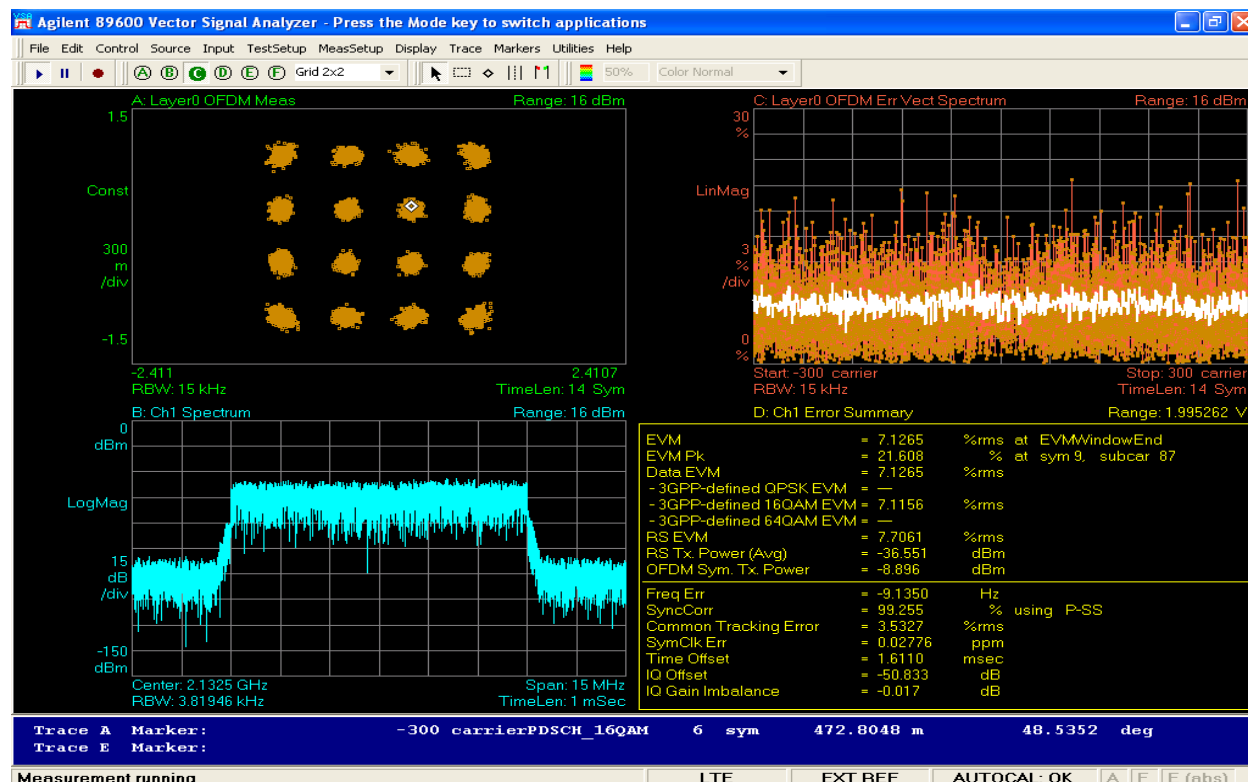 Agilent 89600 Vector Signal Analyzer - Press the Mode key to switch applications
File Edit Control Source Input TestSetup MeasSetup Display Trace Markers Utilities Help
A B C D E F Grid 2x2 50% Color Normal
A: Layer0 OFDM Meas Range: 16 dBm
1.5
Const
300
m
/div
-1.5
-2.411 2.4107
RBW: 15 kHz TimeLen: 14 Sym
C: Layer0 OFDM Err Vect Spectrum Range: 16 dBm
30
%
LinMag
3
%
/div
0
%
Start: -300 carrier Stop: 300 carrier
RBW: 15 kHz TimeLen: 14 Sym
B: Ch1 Spectrum Range: 16 dBm
0
dBm
LogMag
15
dB
/div
-150
dBm
Center: 2.1325 GHz Span: 15 MHz
RBW: 3.81946 kHz TimeLen: 1 mSec
D: Ch1 Error Summary Range: 1.995262 V
EVM = 7.1265 %rms at EVMWindowEnd
EVM Pk = 21.608 % at sym 9, subcar 87
Data EVM = 7.1265 %rms
- 3GPP-defined QPSK EVM = —
- 3GPP-defined 16QAM EVM = 7.1156 %rms
- 3GPP-defined 64QAM EVM = —
RS EVM = 7.7061 %rms
RS Tx. Power (Avg) = -36.551 dBm
OFDM Sym. Tx. Power = -8.896 dBm
Freq Err = -9.1350 Hz
SyncCorr = 99.255 % using P-SS
Common Tracking Error = 3.5327 %rms
SymClk Err = 0.02776 ppm
Time Offset = 1.6110 msec
IQ Offset = -50.833 dB
IQ Gain Imbalance = -0.017 dB
Trace A Marker: -300 carrierPDSCH_16QAM 6 sym 472.8048 m 48.5352 deg
Trace E Marker:
Measurement running LTE EXT REF AUTOCAL: OK A E E (abs)